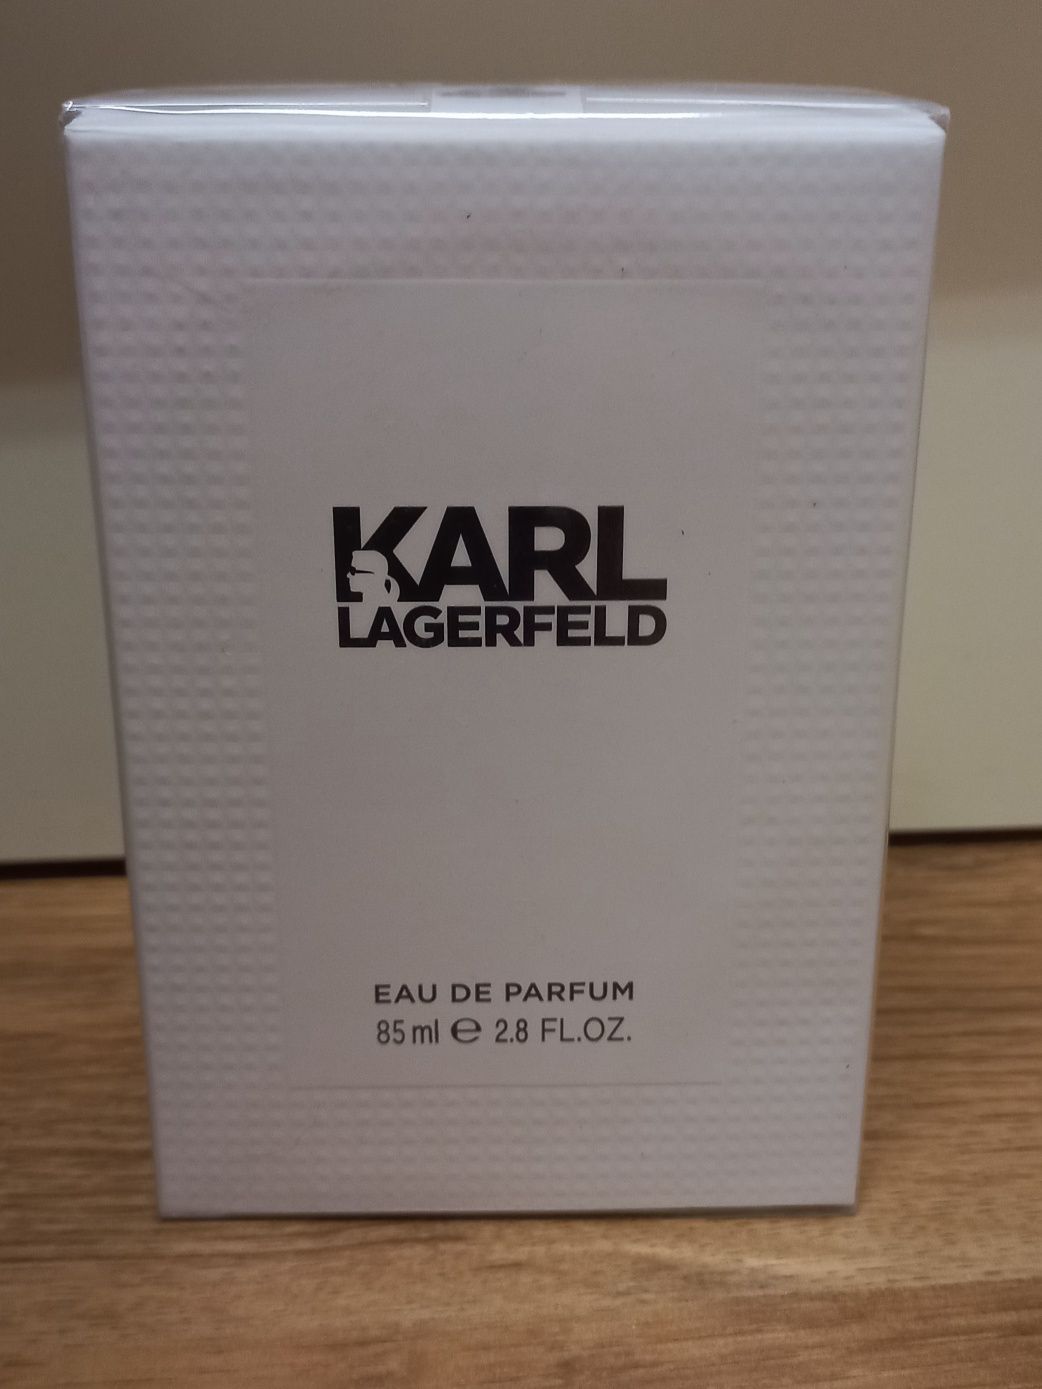 KARL
LAGERFELD
EAU DE PARFUM
85 ml e 2.8 FL.OZ.